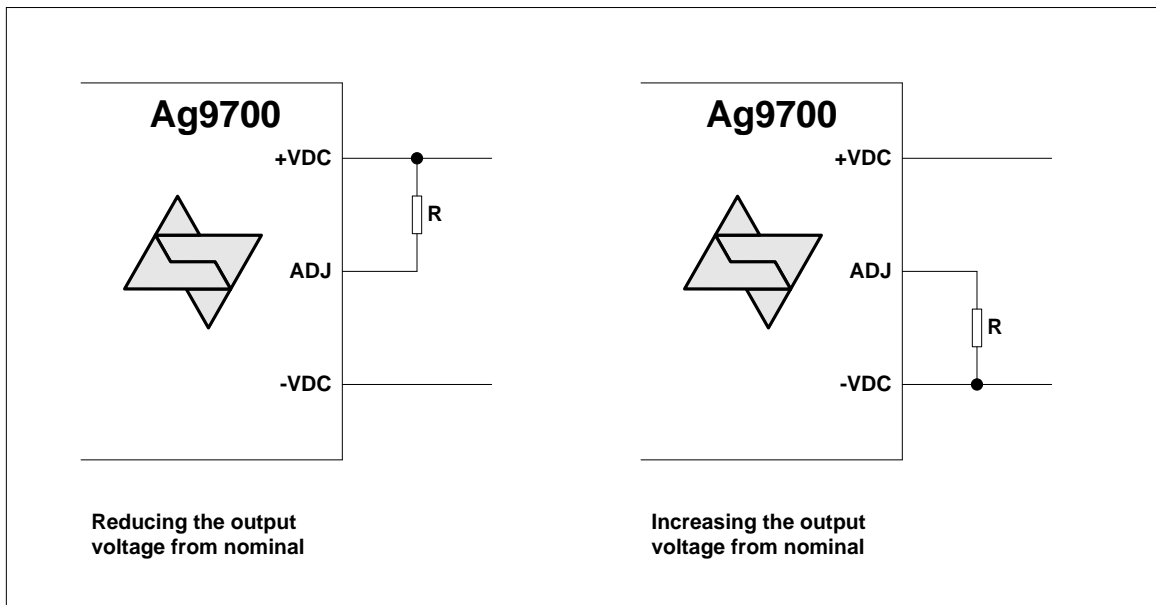 Ag9700
+VDC
R
ADJ
-VDC
Reducing the output
voltage from nominal
Ag9700
+VDC
ADJ
R
-VDC
Increasing the output
voltage from nominal